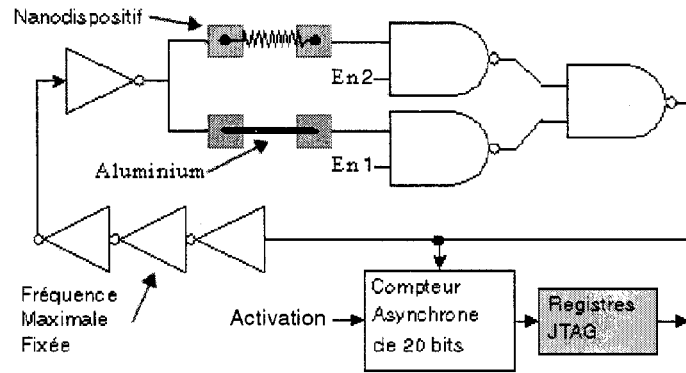 Nanodispositif
En2
Aluminium
En1
Fréquence
Maximale
Fixée
Activation
Compteur
Asynchrone
de 20 bits
Registres
JTAG